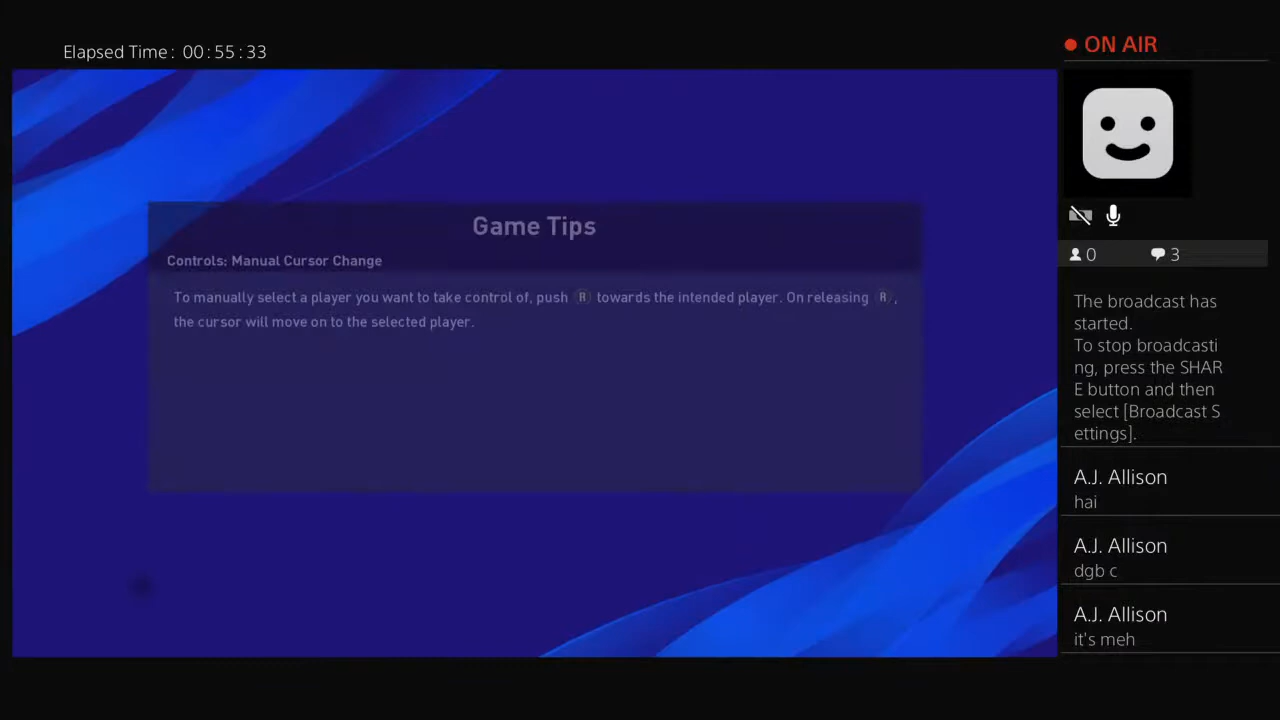 Elapsed Time: 00:55:33
ON AIR
Game Tips
Controls: Manual Cursor Change
To manually select a player you want to take control of, push R towards the intended player. On releasing R,
the cursor will move on to the selected player.
0 3
The broadcast has
started.
To stop broadcasti
ng, press the SHAR
E button and then
select [Broadcast S
ettings].
A.J. Allison
hai
A.J. Allison
dgb c
A.J. Allison
it's meh